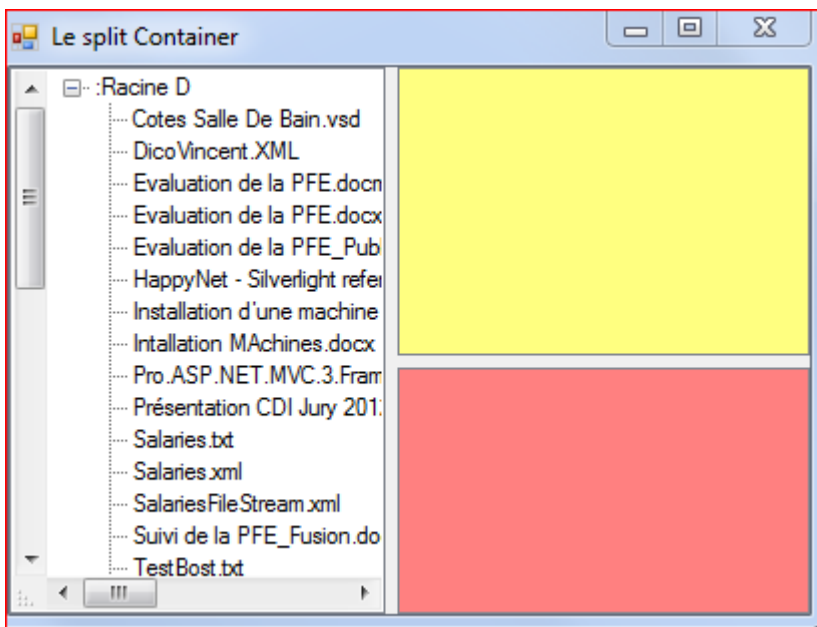 Le split Container
:Racine D
Cotes Salle De Bain.vsd
DicoVincent.XML
Evaluation de la PFE.docm
Evaluation de la PFE.docx
Evaluation de la PFE_Publ
HappyNet - Silverlight refer
Installation d'une machine
Intallation MAchines.docx
Pro.ASP.NET.MVC.3.Fram
Présentation CDI Jury 201
Salaries.txt
Salaries.xml
SalariesFileStream.xml
Suivi de la PFE_Fusion.do
TestBost.txt